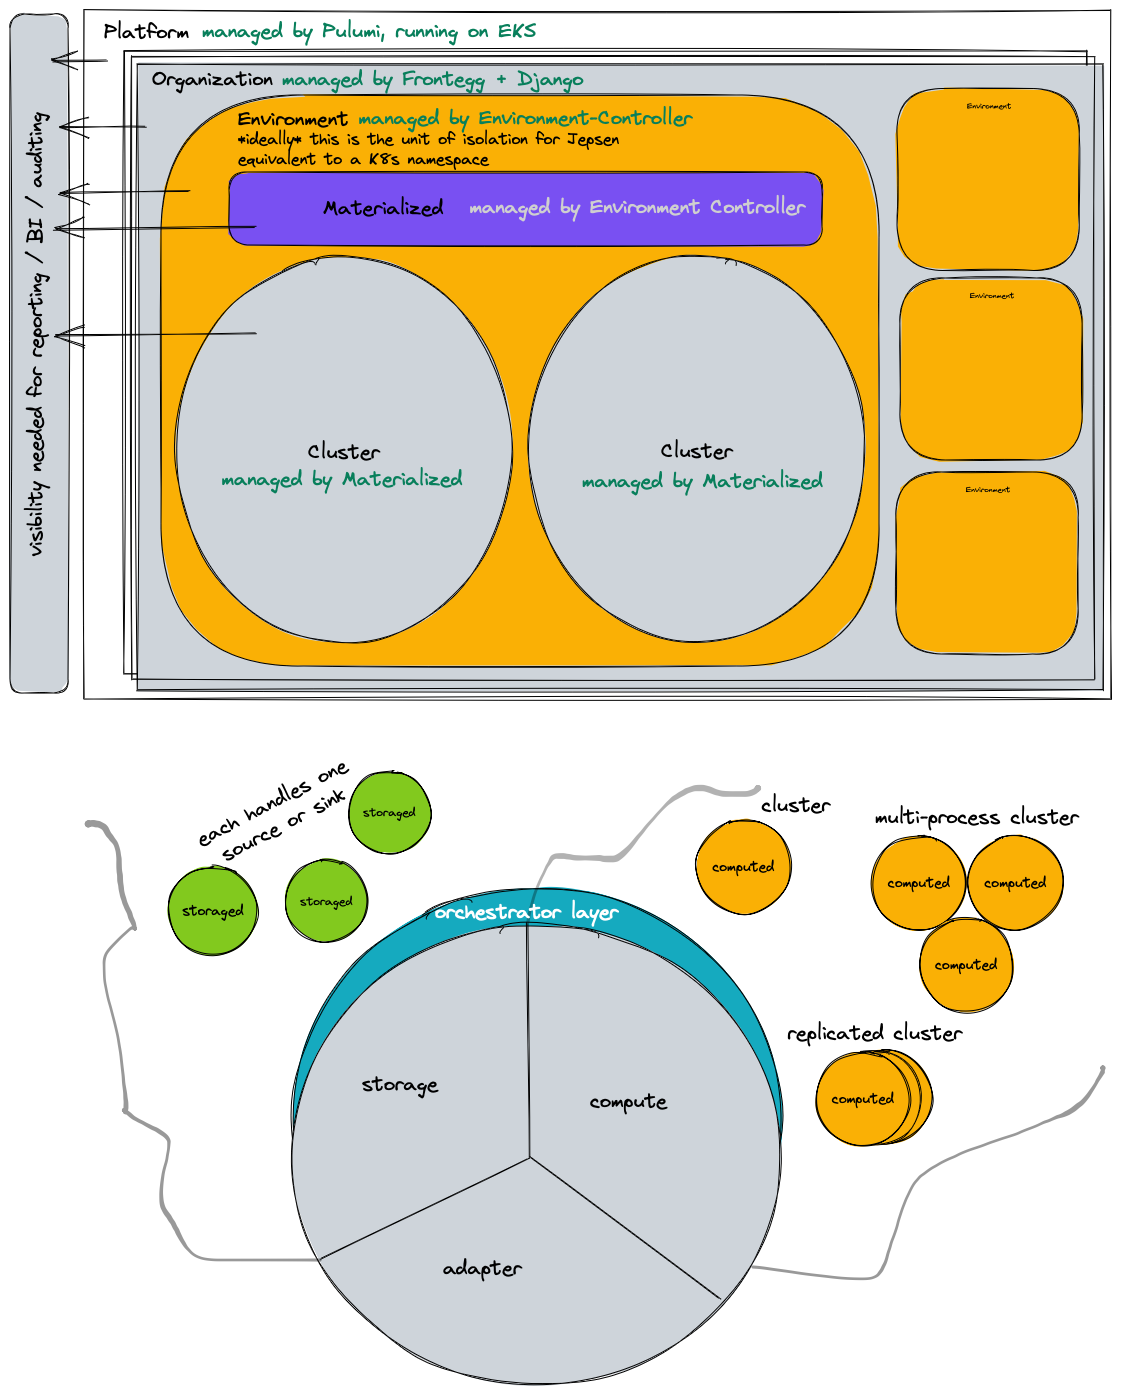 Platform managed by Pulumi, running on EKS
Organization managed by Frontegg + Django
Environment managed by Environment-Controller
*ideally* this is the unit of isolation for Jepsen
equivalent to a K8s namespace
Materialized managed by Environment Controller
Cluster
managed by Materialized
Cluster
managed by Materialized
Environment
Environment
Environment
visibility needed for reporting / BI / auditing
each handles one
source or sink
storaged
storaged
storaged
cluster
computed
multi-process cluster
computed
computed
computed
replicated cluster
computed
orchestrator layer
storage
compute
adapter